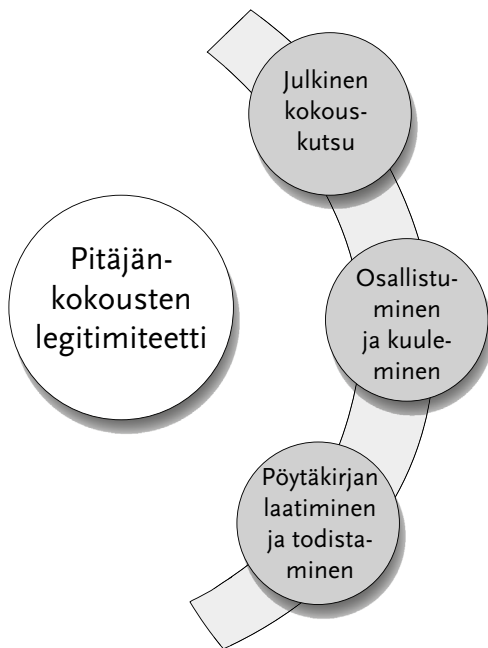 Julkinen
kokous-
kutsu
Pitäjän-
kokousten
legitimiteetti
Osallistu-
minen
ja kuule-
minen
Pöytäkirjan
laatiminen
ja todista-
minen